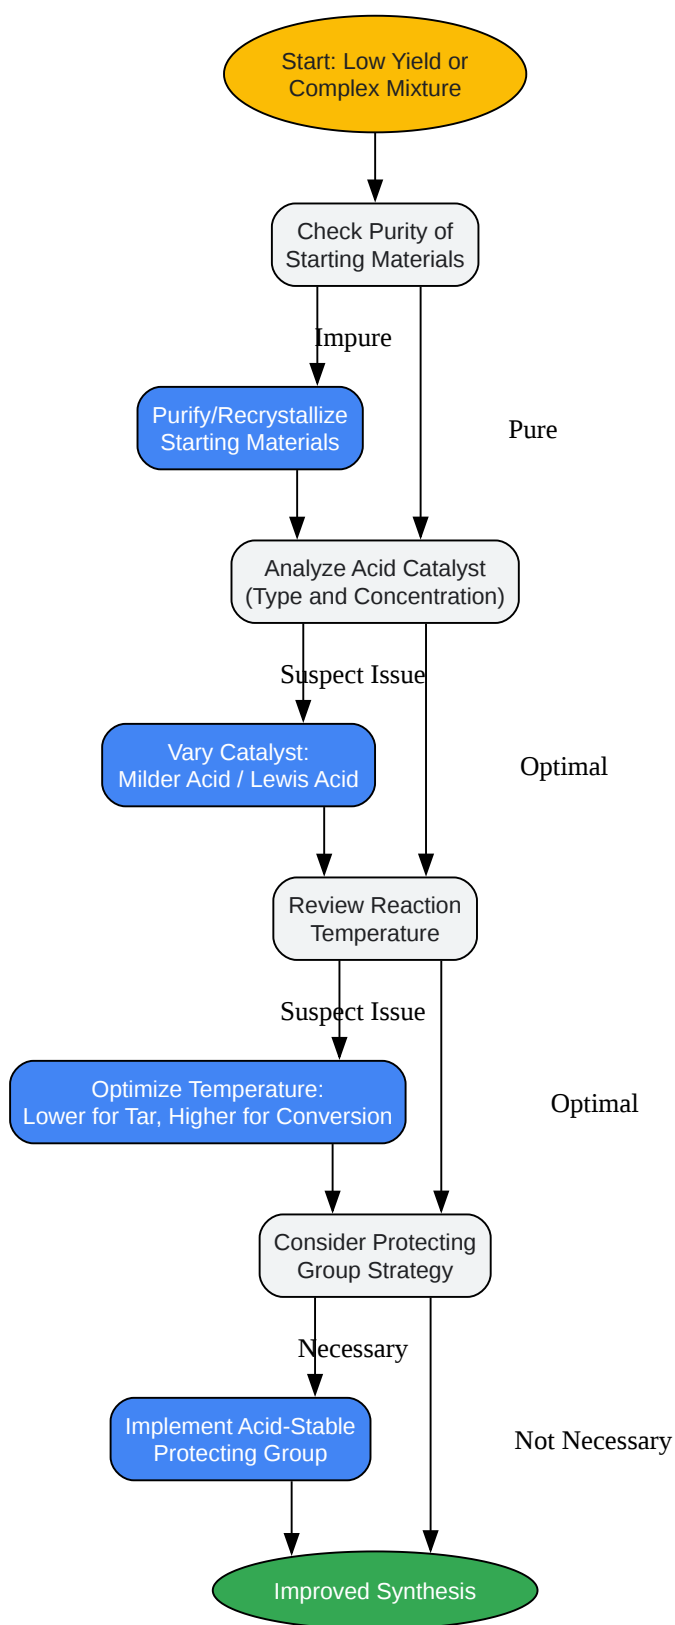 Start: Low Yield or
Complex Mixture
Check Purity of
Starting Materials
Impure
Purify/Recrystallize
Starting Materials
Pure
Analyze Acid Catalyst
(Type and Concentration)
Suspect Issue
Vary Catalyst:
Milder Acid / Lewis Acid
Optimal
Review Reaction
Temperature
Suspect Issue
Optimize Temperature:
Lower for Tar, Higher for Conversion
Optimal
Consider Protecting
Group Strategy
Necessary
Implement Acid-Stable
Protecting Group
Not Necessary
Improved Synthesis